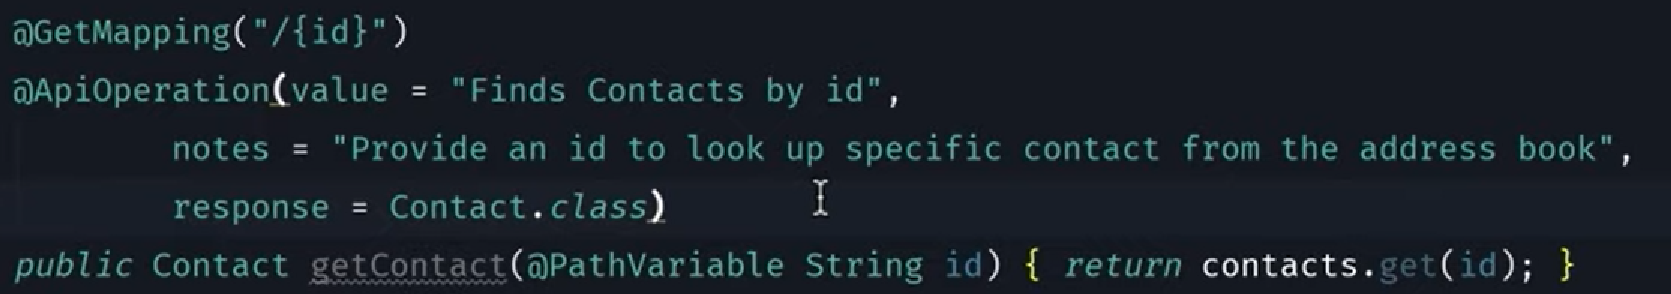 @GetMapping("/{id}")
@ApiOperation(value = "Finds Contacts by id",
notes = "Provide an id to look up specific contact from the address book",
response = Contact.class)
public Contact getContact(@PathVariable String id) { return contacts.get(id); }